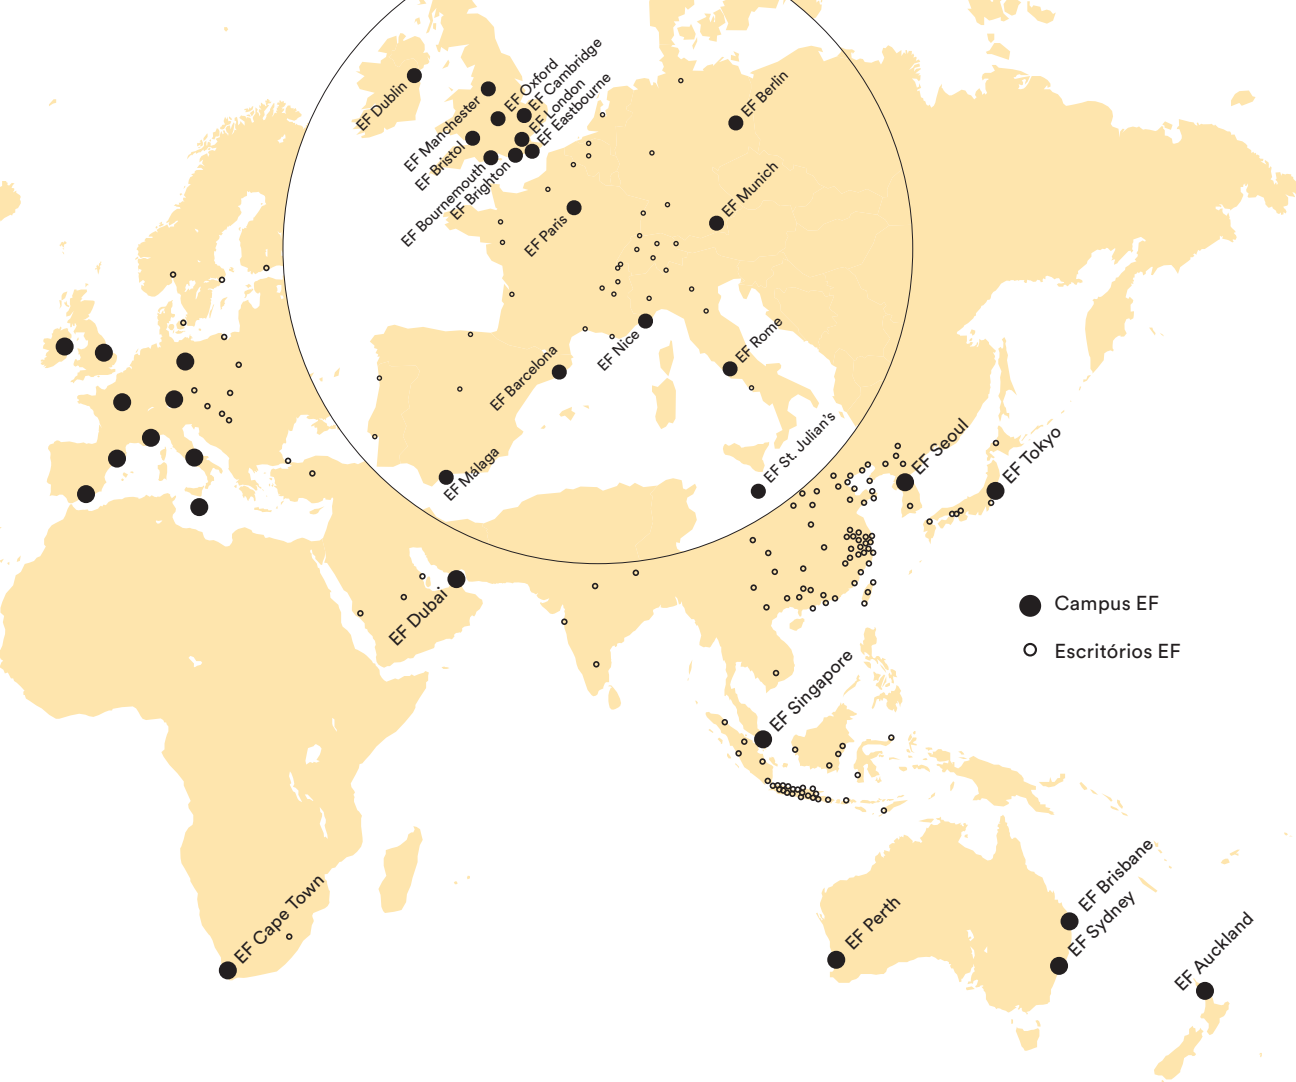 EF Dublin
EF Manchester
EF Oxford
EF Cambridge
EF Bristol
EF London
EF Eastbourne
EF Bournemouth
EF Brighton
EF Berlin
EF Paris
EF Munich
EF Nice
EF Barcelona
EF Rome
EF Málaga
EF St. Julian's
EF Seoul
EF Tokyo
EF Dubai
Campus EF
Escritórios EF
EF Singapore
EF Cape Town
EF Perth
EF Brisbane
EF Sydney
EF Auckland